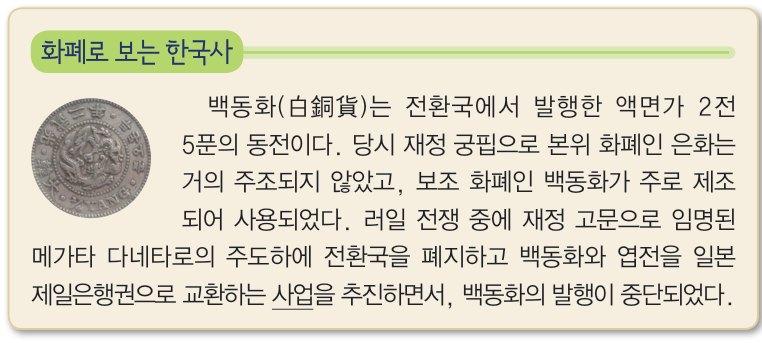 화폐로 보는 한국사
백동화(白銅貨)는 전환국에서 발행한 액면가 2전
5푼의 동전이다. 당시 재정 궁핍으로 본위 화폐인 은화는
거의 주조되지 않았고, 보조 화폐인 백동화가 주로 제조
되어 사용되었다. 러일 전쟁 중에 재정 고문으로 임명된
메가타 다네타로의 주도하에 전환국을 폐지하고 백동화와 엽전을 일본
제일은행권으로 교환하는 사업을 추진하면서, 백동화의 발행이 중단되었다.